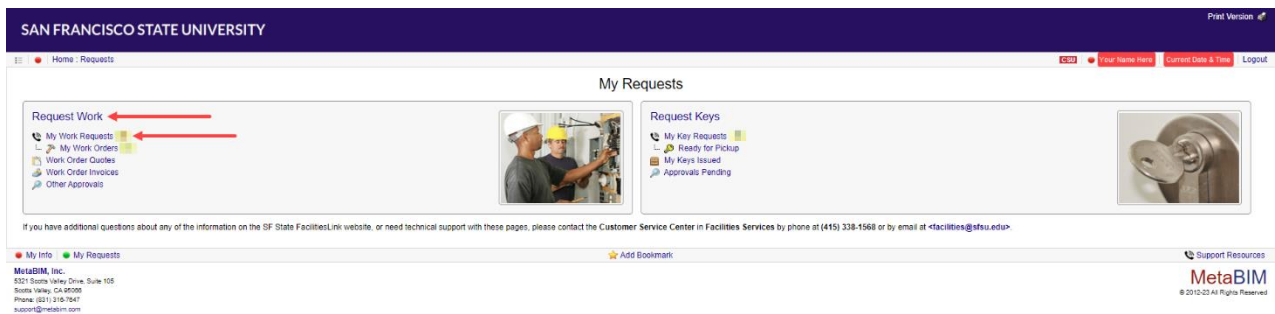 Print Version
SAN FRANCISCO STATE UNIVERSITY
Home : Requests
CSU Your Name Here Current Date & Time Logout
My Requests
Request Work
My Work Requests
My Work Orders
Work Order Quotes
Work Order Invoices
Other Approvals
Request Keys
My Key Requests
Ready for Pickup
My Keys Issued
Approvals Pending
If you have additional questions about any of the information on the SF State FacilitiesLink website, or need technical support with these pages, please contact the Customer Service Center in Facilities Services by phone at (415) 338-1568 or by email at <facilities@sfsu.edu>.
My Info My Requests Add Bookmark Support Resources
MetaBIM, Inc.
5321 Scotts Valley Drive, Suite 105
Scotts Valley, CA 95066
Phone: (831) 316-7647
support@metabim.com
MetaBIM
© 2012-23 All Rights Reserved